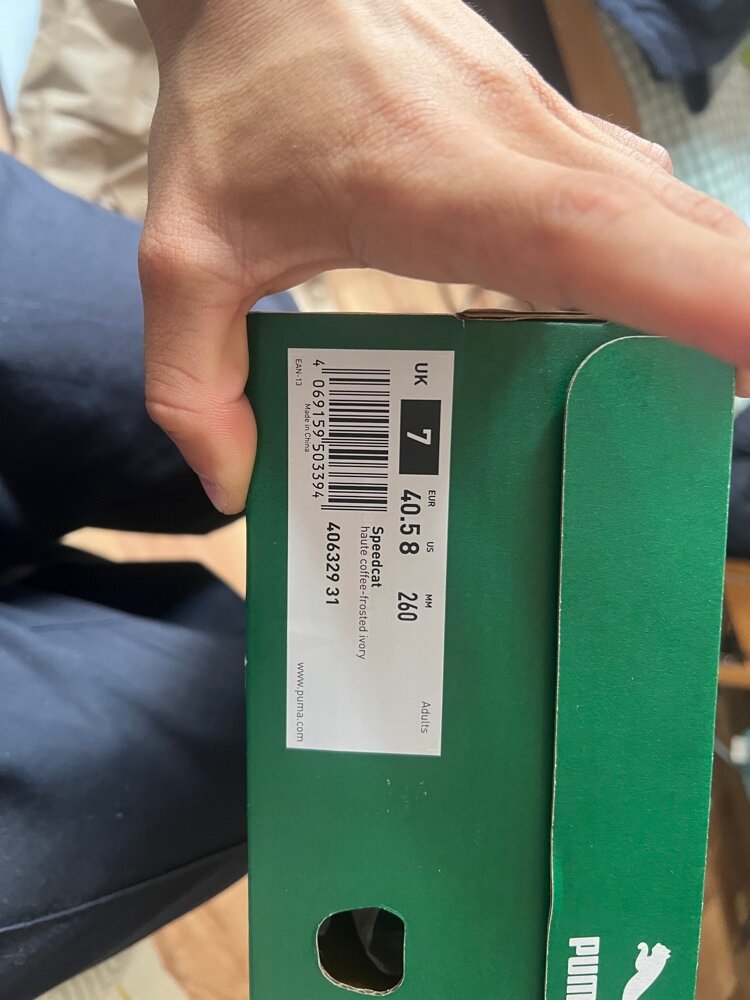 UK 7
EUR 40.5
US 8
MM 260
Adults
Speedcat
haute coffee-frosted ivory
406329 31
4 069159 503394
Made in China
EAN-13
www.puma.com
PUM